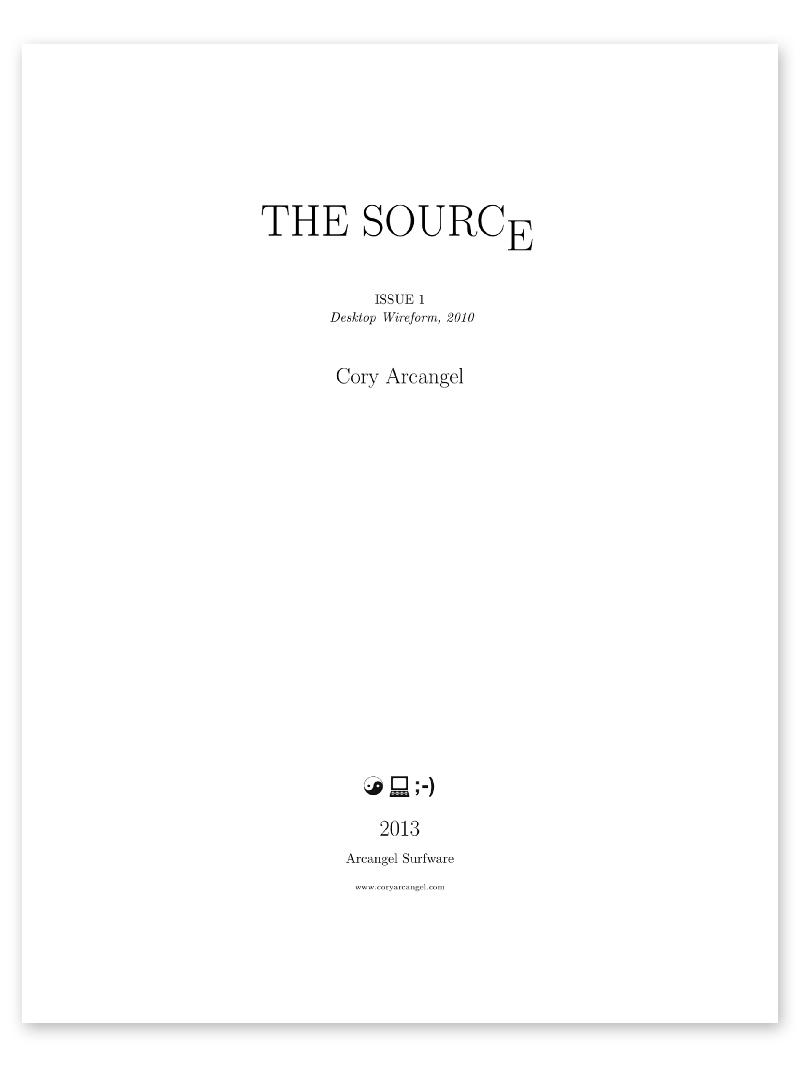 THE SOURCE
ISSUE 1
Desktop Wireform, 2010
Cory Arcangel
☯ 💻 ;-)
2013
Arcangel Surfware
www.coryarcangel.com